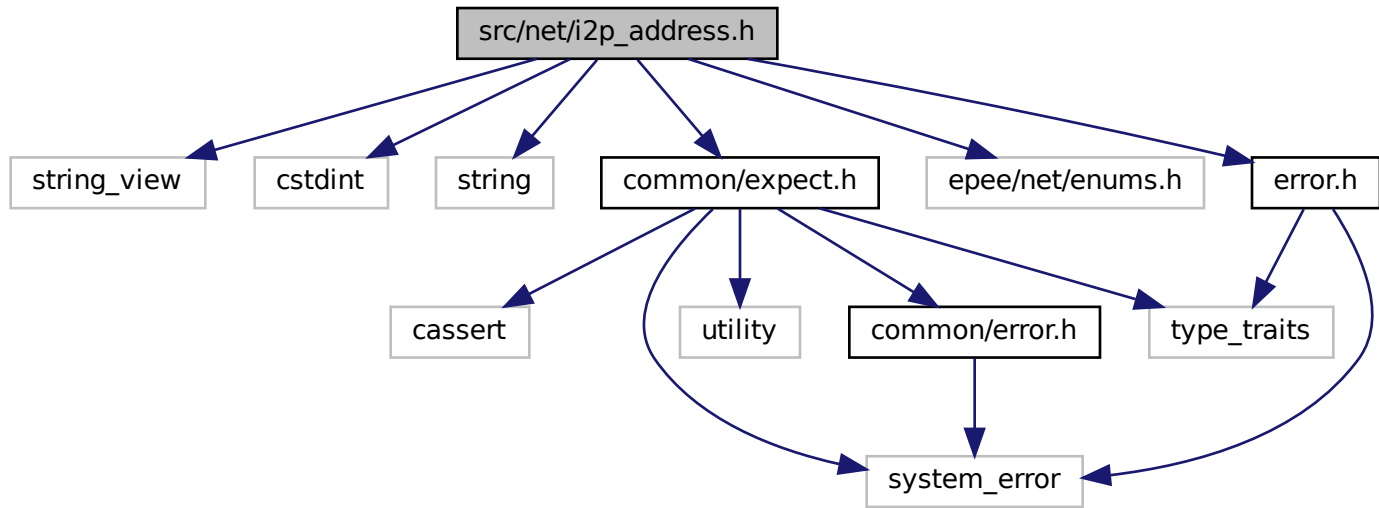 src/net/i2p_address.h
string_view
cstdint
string
common/expect.h
epee/net/enums.h
error.h
cassert
utility
common/error.h
type_traits
system_error